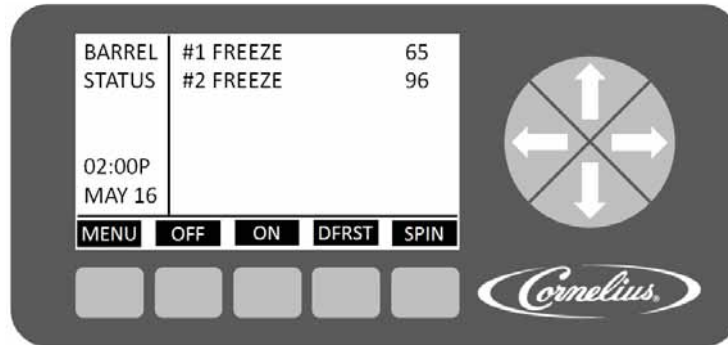 BARREL #1 FREEZE 65
STATUS #2 FREEZE 96
02:00P
MAY 16
MENU OFF ON DFRST SPIN
Cornelius.